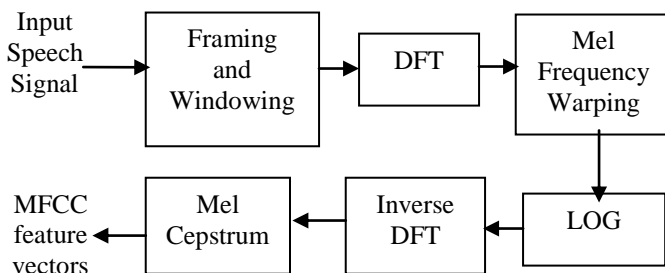 Input
Speech
Signal
Framing
and
Windowing
DFT
Mel
Frequency
Warping
MFCC
feature
vectors
Mel
Cepstrum
Inverse
DFT
LOG